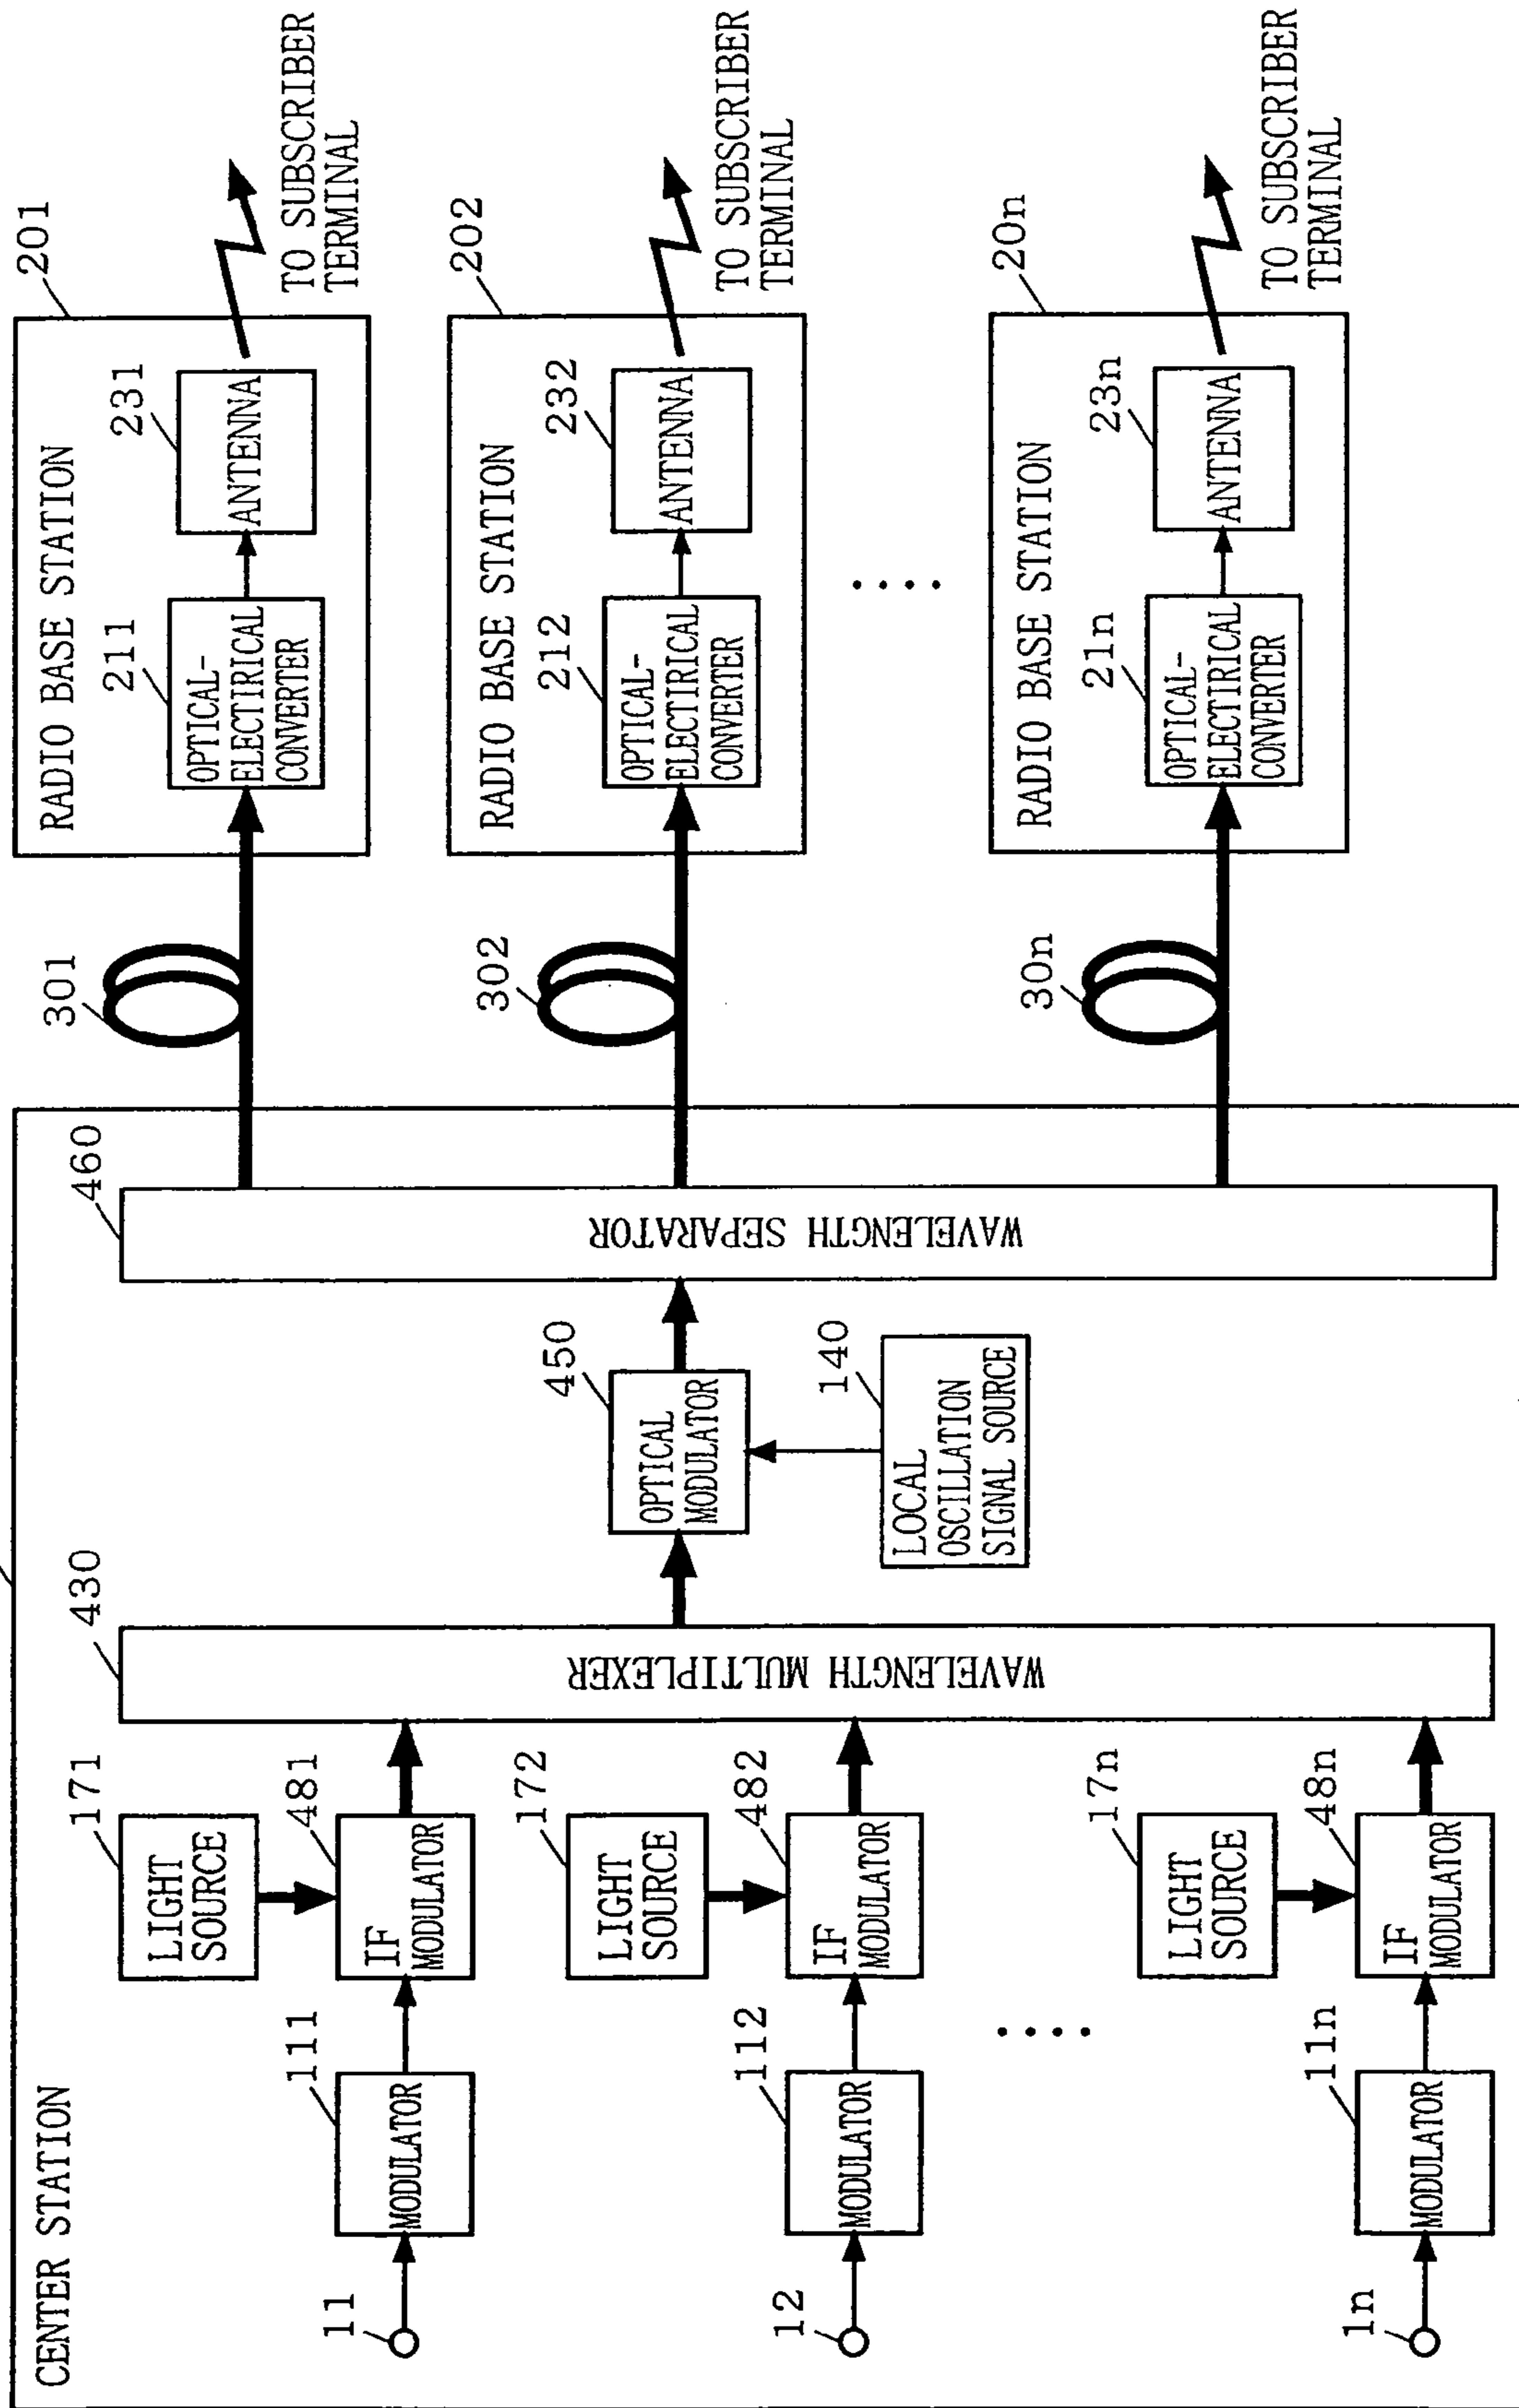 CENTER STATION
11
111
MODULATOR
171
LIGHT
SOURCE
481
IF
MODULATOR
12
112
MODULATOR
172
LIGHT
SOURCE
482
IF
MODULATOR
....
1n
11n
MODULATOR
17n
LIGHT
SOURCE
48n
IF
MODULATOR
430
WAVELENGTH MULTIPLEXER
450
OPTICAL
MODULATOR
140
LOCAL
OSCILLATION
SIGNAL SOURCE
460
WAVELENGTH SEPARATOR
301
201
RADIO BASE STATION
211
OPTICAL-
ELECTIRICAL
CONVERTER
231
ANTENNA
TO SUBSCRIBER
TERMINAL
302
202
RADIO BASE STATION
212
OPTICAL-
ELECTIRICAL
CONVERTER
232
ANTENNA
TO SUBSCRIBER
TERMINAL
....
30n
20n
RADIO BASE STATION
21n
OPTICAL-
ELECTIRICAL
CONVERTER
23n
ANTENNA
TO SUBSCRIBER
TERMINAL